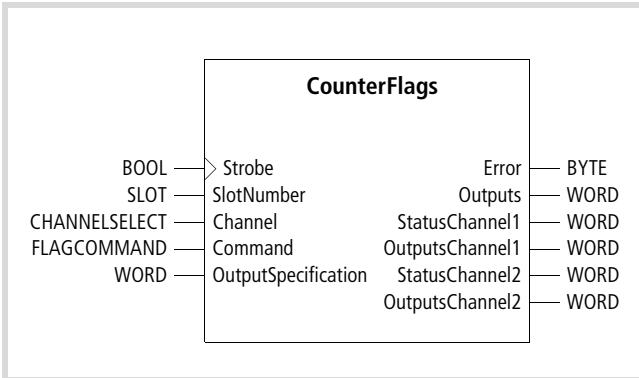 CounterFlags
BOOL Strobe Error BYTE
SLOT SlotNumber Outputs WORD
CHANNELSELECT Channel StatusChannel1 WORD
FLAGCOMMAND Command OutputsChannel1 WORD
WORD OutputSpecification StatusChannel2 WORD
OutputsChannel2 WORD